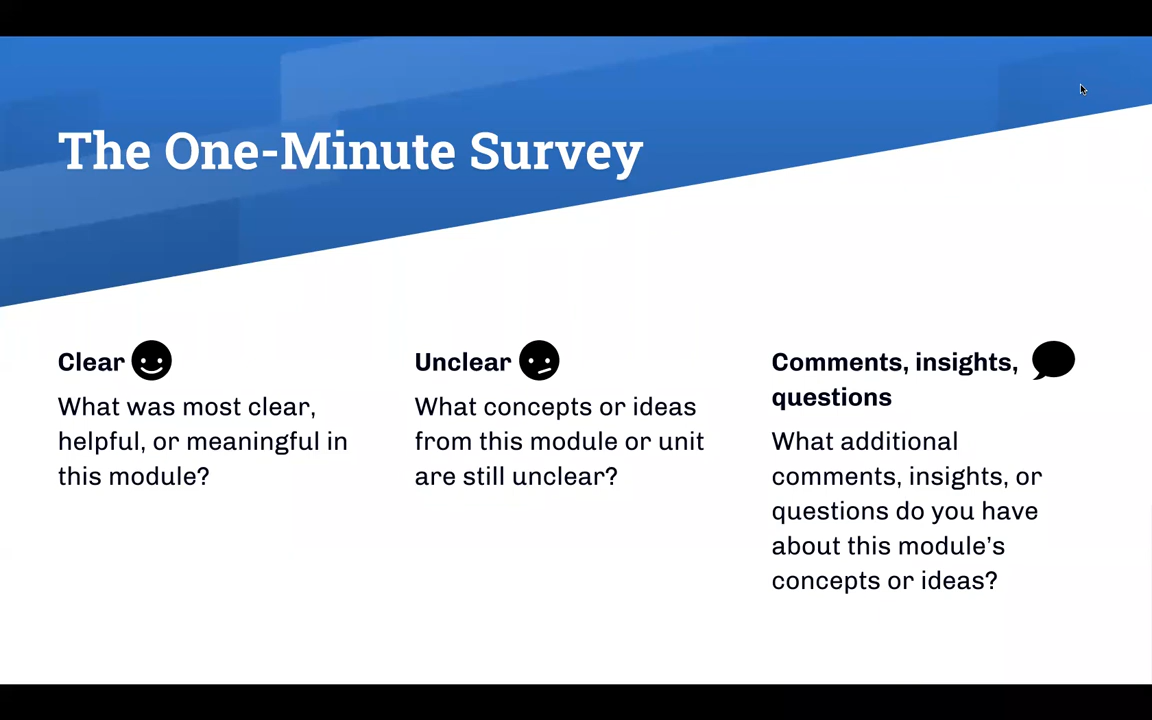 The One-Minute Survey
Clear
What was most clear,
helpful, or meaningful in
this module?
Unclear
What concepts or ideas
from this module or unit
are still unclear?
Comments, insights,
questions
What additional
comments, insights, or
questions do you have
about this module’s
concepts or ideas?